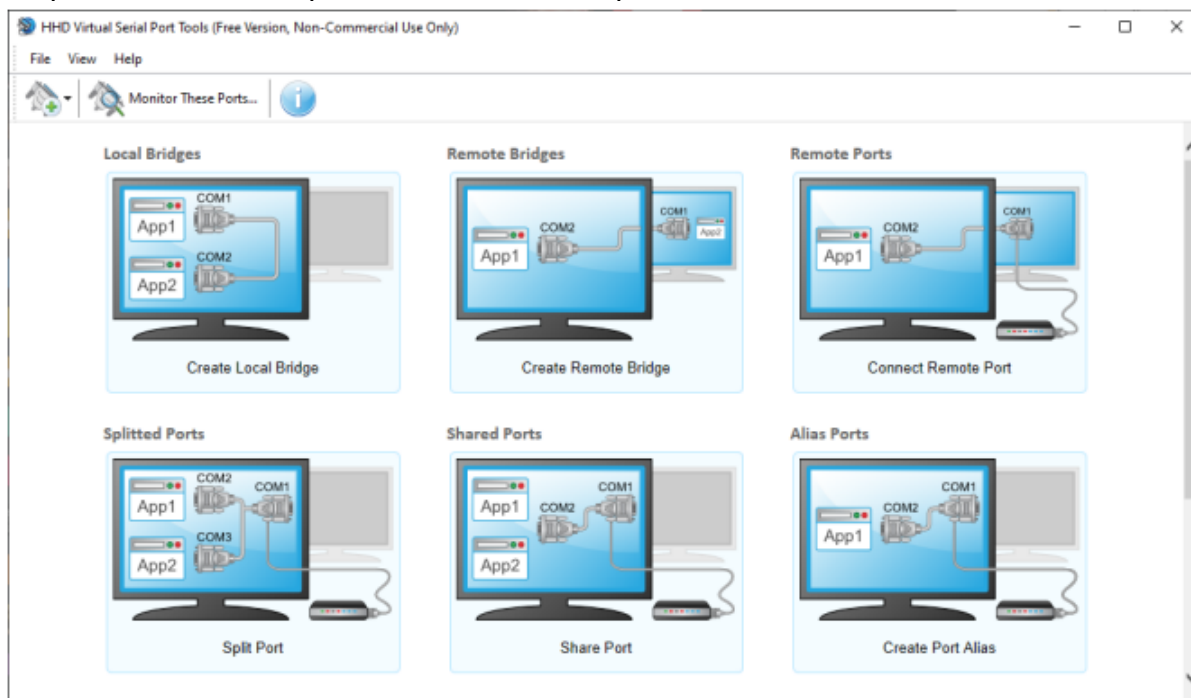 HHD Virtual Serial Port Tools (Free Version, Non-Commercial Use Only)
File View Help
Monitor These Ports...
Local Bridges
COM1
App1
COM2
App2
Create Local Bridge
Remote Bridges
COM1
COM2
App2
App1
Create Remote Bridge
Remote Ports
COM1
COM2
App1
Connect Remote Port
Splitted Ports
COM2
COM1
App1
COM3
App2
Split Port
Shared Ports
COM1
App1
COM2
App2
Share Port
Alias Ports
COM1
COM2
App1
Create Port Alias